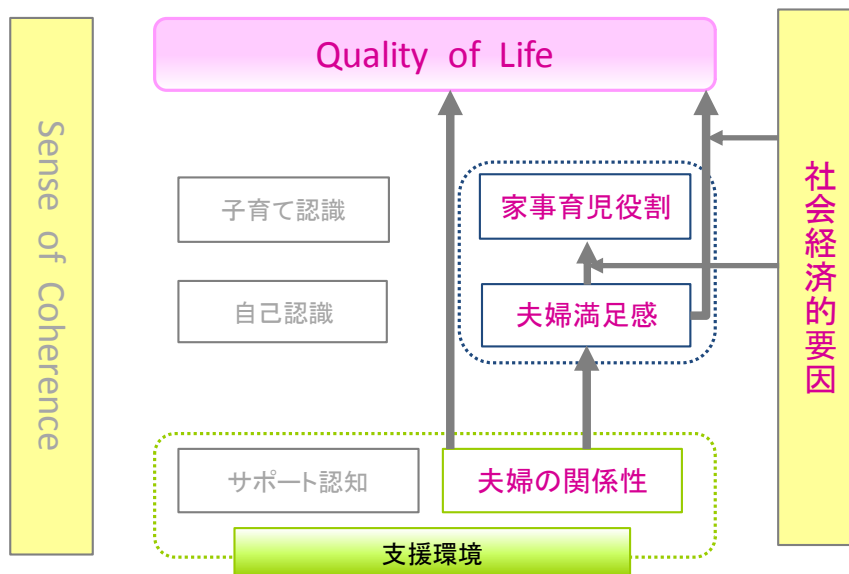 Quality of Life
Sense of Coherence
子育て認識
家事育児役割
自己認識
夫婦満足感
社会経済的要因
サポート認知
夫婦の関係性
支援環境